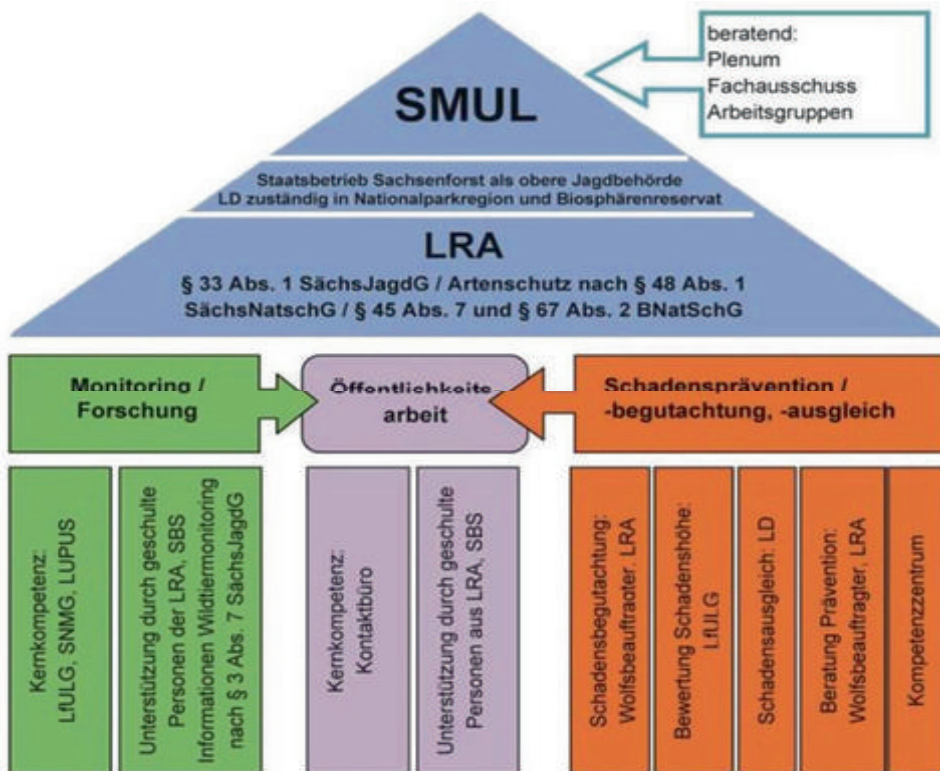 beratend:
Plenum
Fachausschuss
Arbeitsgruppen
SMUL
Staatsbetrieb Sachsenforst als obere Jagdbehörde
LD zuständig in Nationalparkregion und Biosphärenreservat
LRA
§ 33 Abs. 1 SächsJagdG / Artenschutz nach § 48 Abs. 1
SächsNatschG / § 45 Abs. 7 und § 67 Abs. 2 BNatSchG
Monitoring /
Forschung
Öffentlichkeits
arbeit
Schadensprävention /
-begutachtung, -ausgleich
Kernkompetenz:
LfULG, SNMG, LUPUS
Unterstützung durch geschulte
Personen der LRA, SBS
Informationen Wildtiermonitoring
nach § 3 Abs. 7 SächsJagdG
Kernkompetenz:
Kontaktbüro
Unterstützung durch geschulte
Personen aus LRA, SBS
Schadensbegutachtung:
Wolfsbeauftragter, LRA
Bewertung Schadenshöhe:
LfULG
Schadensausgleich: LD
Beratung Prävention:
Wolfsbeauftragter, LRA
Kompetenzzentrum